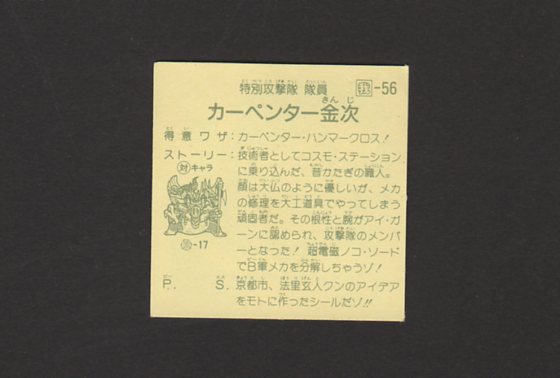 特別攻撃隊 隊員 -56
カーペンター金次
得意ワザ:カーペンター・ハンマークロス!
ストーリー:技術者としてコスモ・ステーション
に乗り込んだ、昔かたぎの職人。
顔は大仏のように優しいが、メカ
の修理を大工道具でやってしまう
頑固者だ。その根性と腕がアイ・ガ
ーンに認められ、攻撃隊のメンバ
ーとなった!超電磁ノコ・ソード
でB軍メカを分解しちゃうゾ!
対キャラ
-17
P. S. 京都市、法里玄人クンのアイデア
をモトに作ったシールだゾ!!